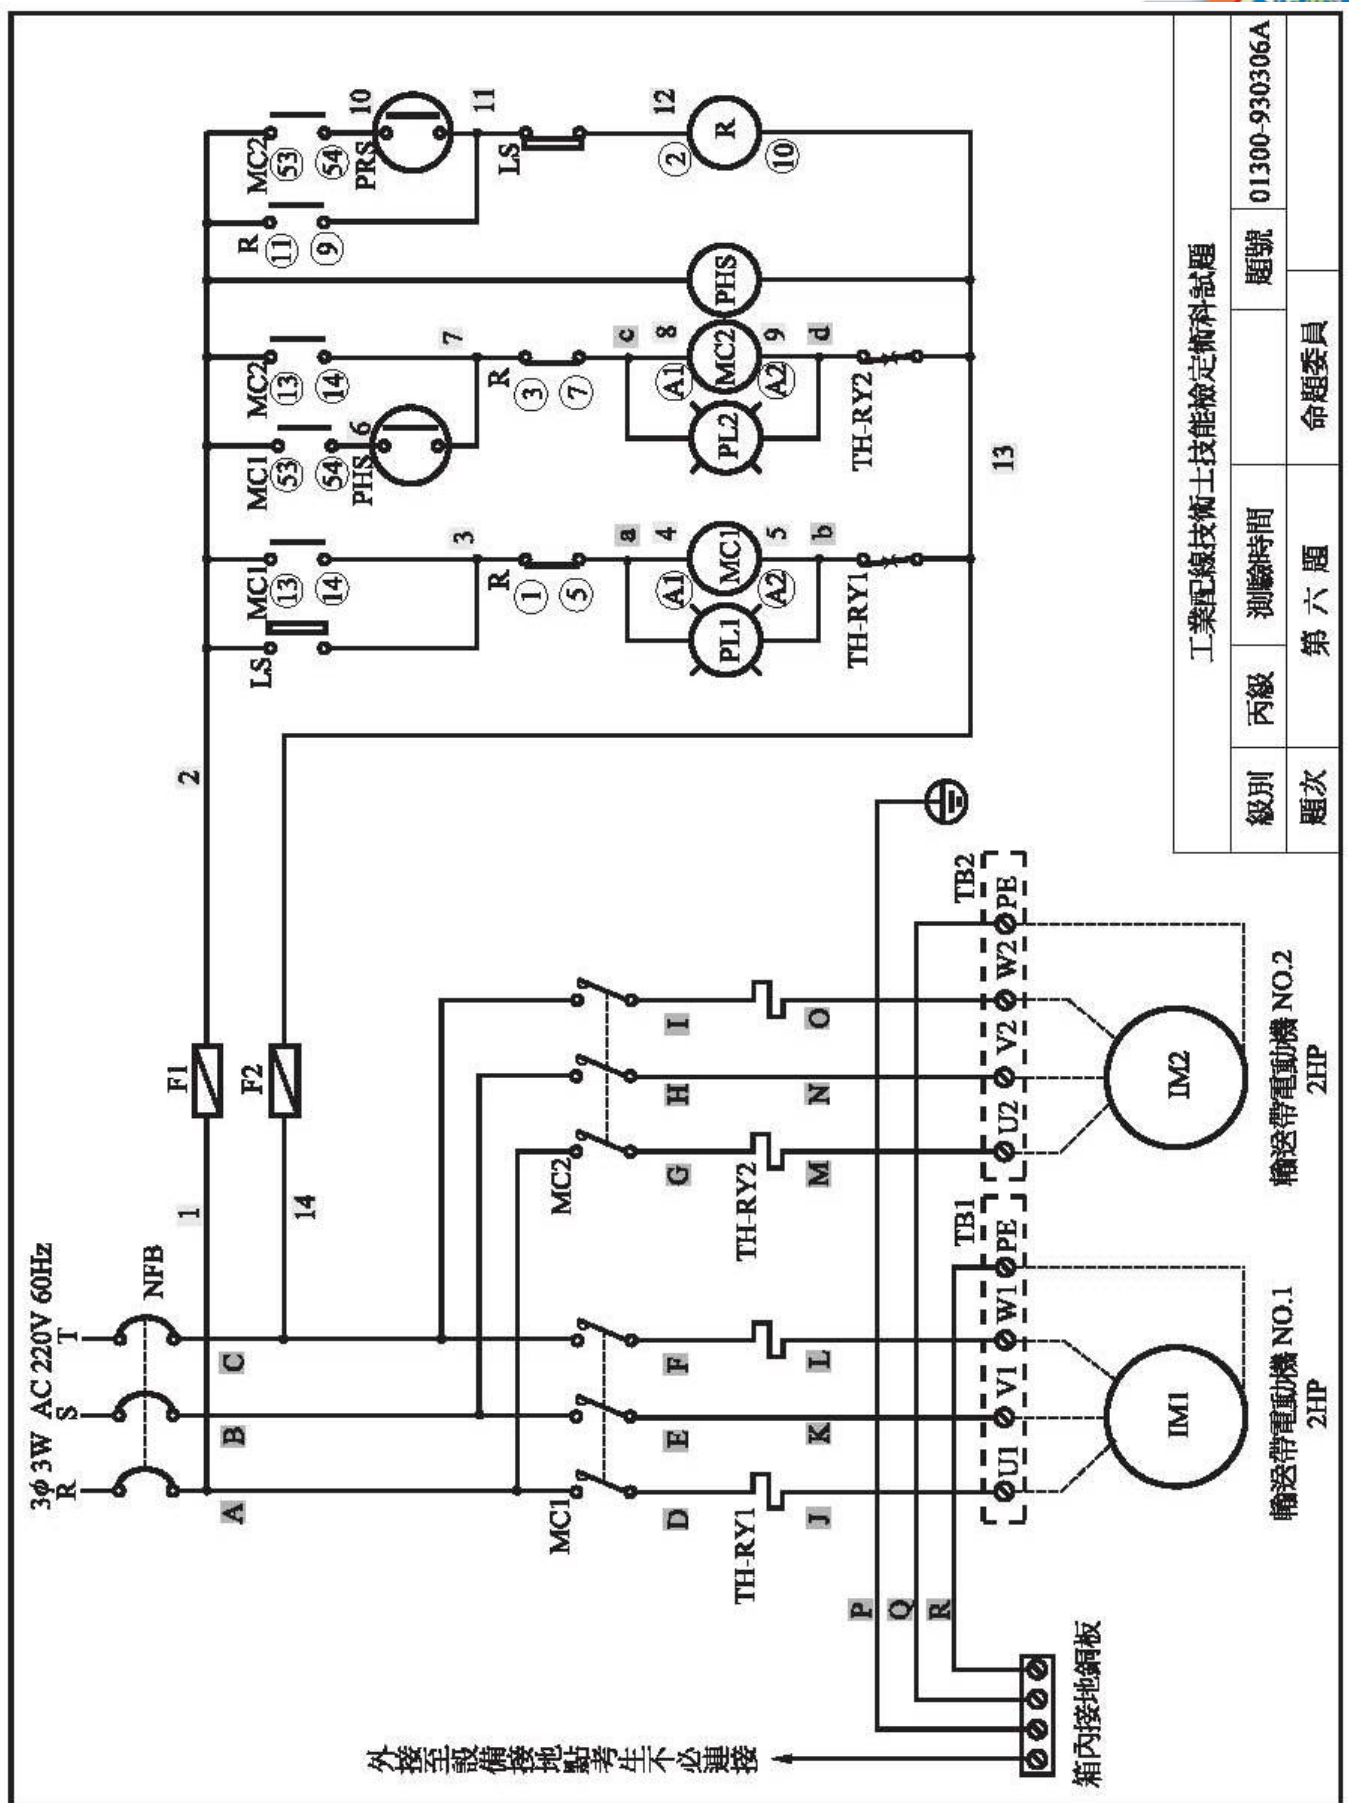 3φ 3W AC 220V 60Hz
R S T
NFB
A B C
1
14
F1
F2
2
MC1
MC2
D E F
G H I
TH-RY1
TH-RY2
J K L
M N O
P
Q
R
TB1
TB2
U1 V1 W1 PE
U2 V2 W2 PE
IM1
IM2
輸送帶電動機 NO.1
2HP
輸送帶電動機 NO.2
2HP
外接至設備接地點考生不必連接
箱內接地銅板
LS
MC1
13
14
3
R
1
5
a
4
A1
PL1
MC1
A2
5
b
TH-RY1
MC1
53
54
PHS
6
MC2
13
14
7
R
3
7
c
8
A1
PL2
MC2
A2
9
d
TH-RY2
PHS
R
11
9
MC2
53
54
PRS
10
11
LS
12
2
R
10
13
工業配線技術士技能檢定術科試題
級別 丙級 測驗時間 題號 01300-930306A
題次 第 六 題 命題委員